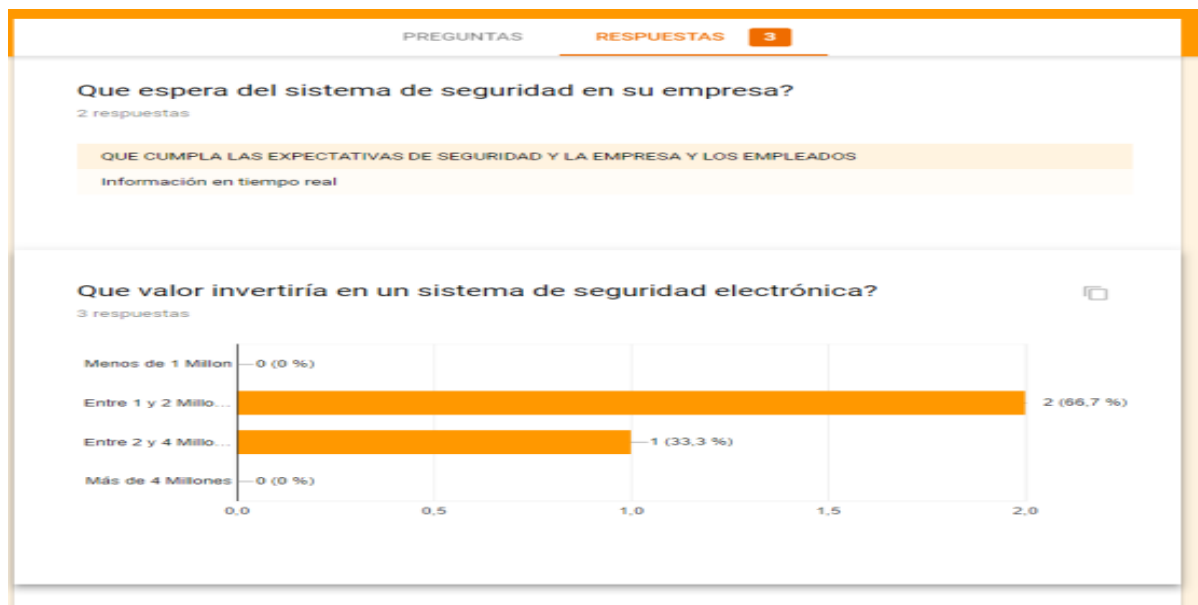 PREGUNTAS RESPUESTAS 3
Que espera del sistema de seguridad en su empresa?
2 respuestas
QUE CUMPLA LAS EXPECTATIVAS DE SEGURIDAD Y LA EMPRESA Y LOS EMPLEADOS
Información en tiempo real
Que valor invertiría en un sistema de seguridad electrónica?
3 respuestas
Menos de 1 Millon 0 (0 %)
Entre 1 y 2 Millo... 2 (66,7 %)
Entre 2 y 4 Millo... 1 (33,3 %)
Más de 4 Millones 0 (0 %)
0,0 0,5 1,0 1,5 2,0